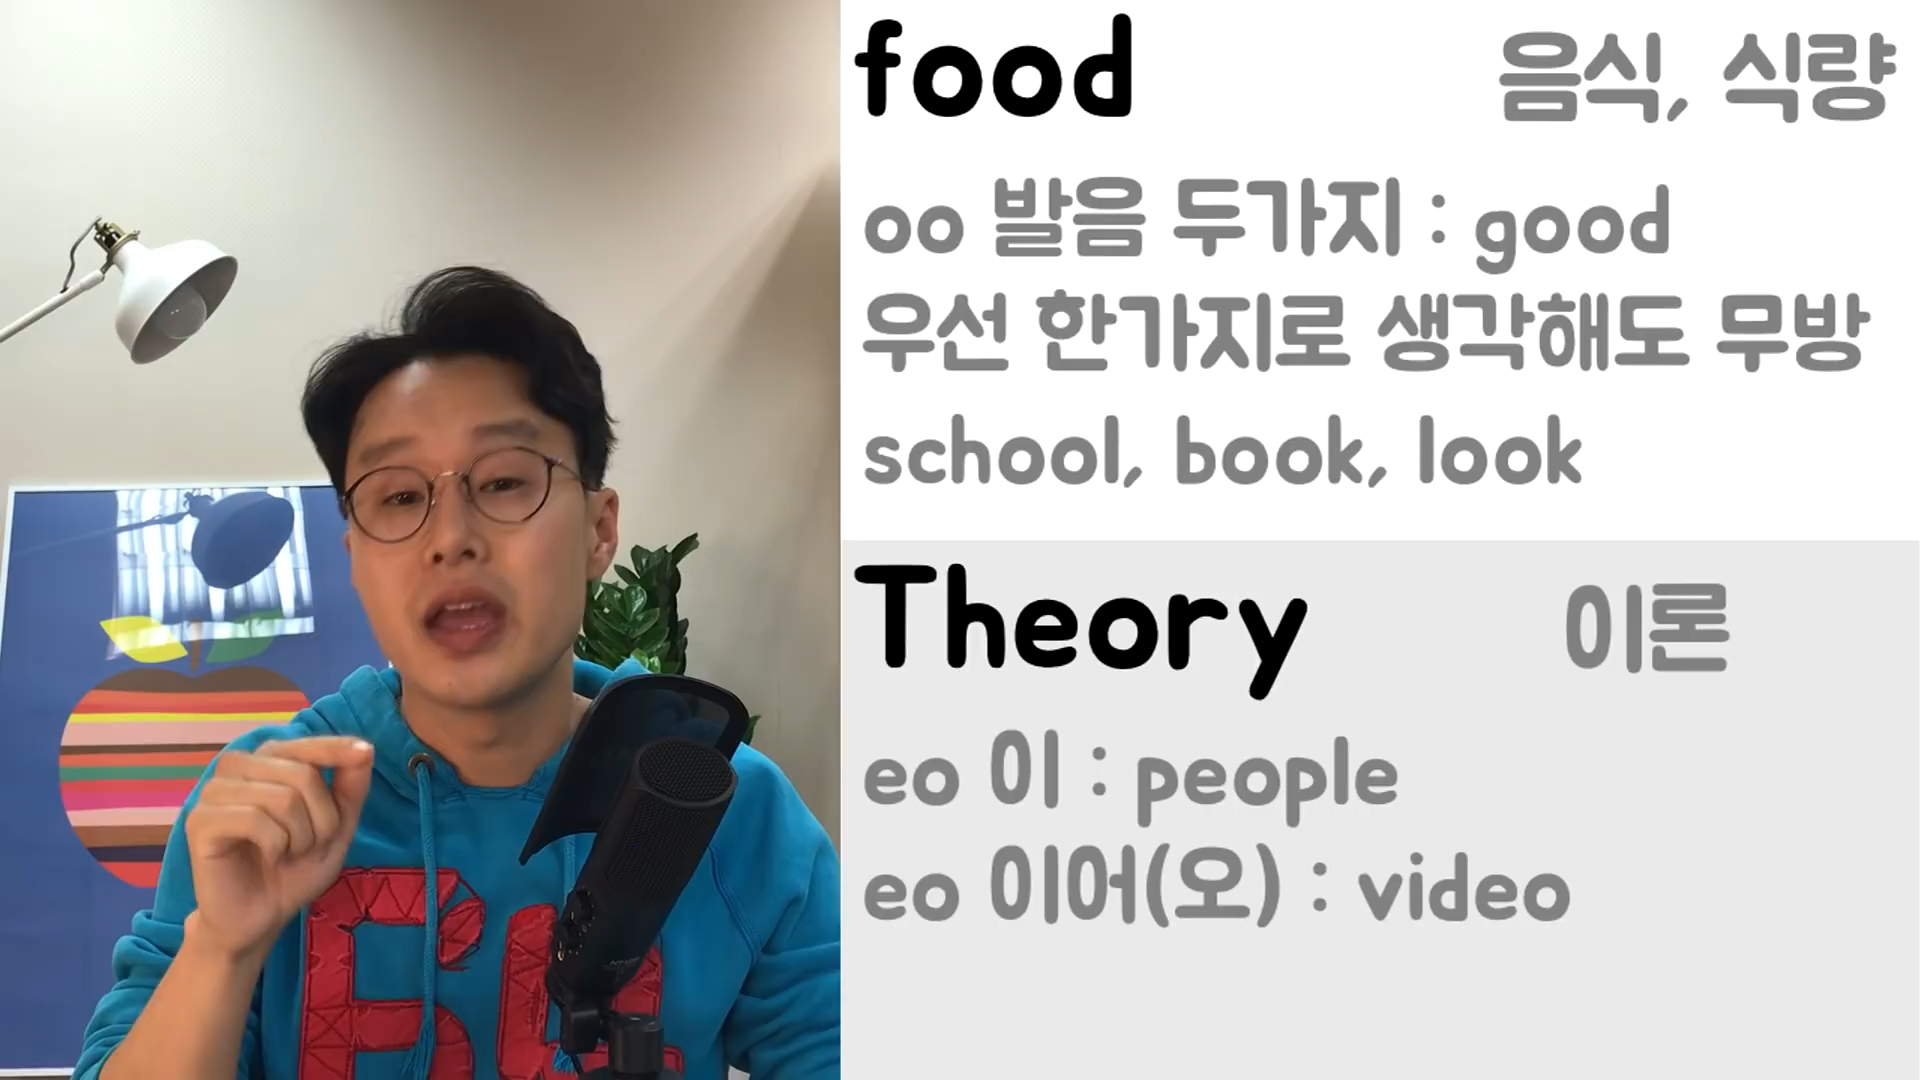 food 음식, 식량
oo 발음 두가지 : good
우선 한가지로 생각해도 무방
school, book, look
Theory 이론
eo 이 : people
eo 이어(오) : video